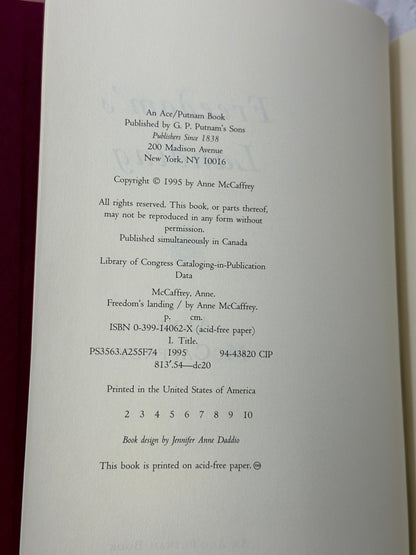 An Ace/Putnam Book
Published by G. P. Putnam's Sons
Publishers Since 1838
200 Madison Avenue
New York, NY 10016
Copyright © 1995 by Anne McCaffrey
All rights reserved. This book, or parts thereof,
may not be reproduced in any form without
permission.
Published simultaneously in Canada
Library of Congress Cataloging-in-Publication
Data
McCaffrey, Anne.
Freedom's landing / by Anne McCaffrey.
p. cm.
ISBN 0-399-14062-X (acid-free paper)
I. Title.
PS3563.A255F74 1995 94-43820 CIP
813'.54—dc20
Printed in the United States of America
2 3 4 5 6 7 8 9 10
Book design by Jennifer Anne Daddio
This book is printed on acid-free paper. ♾